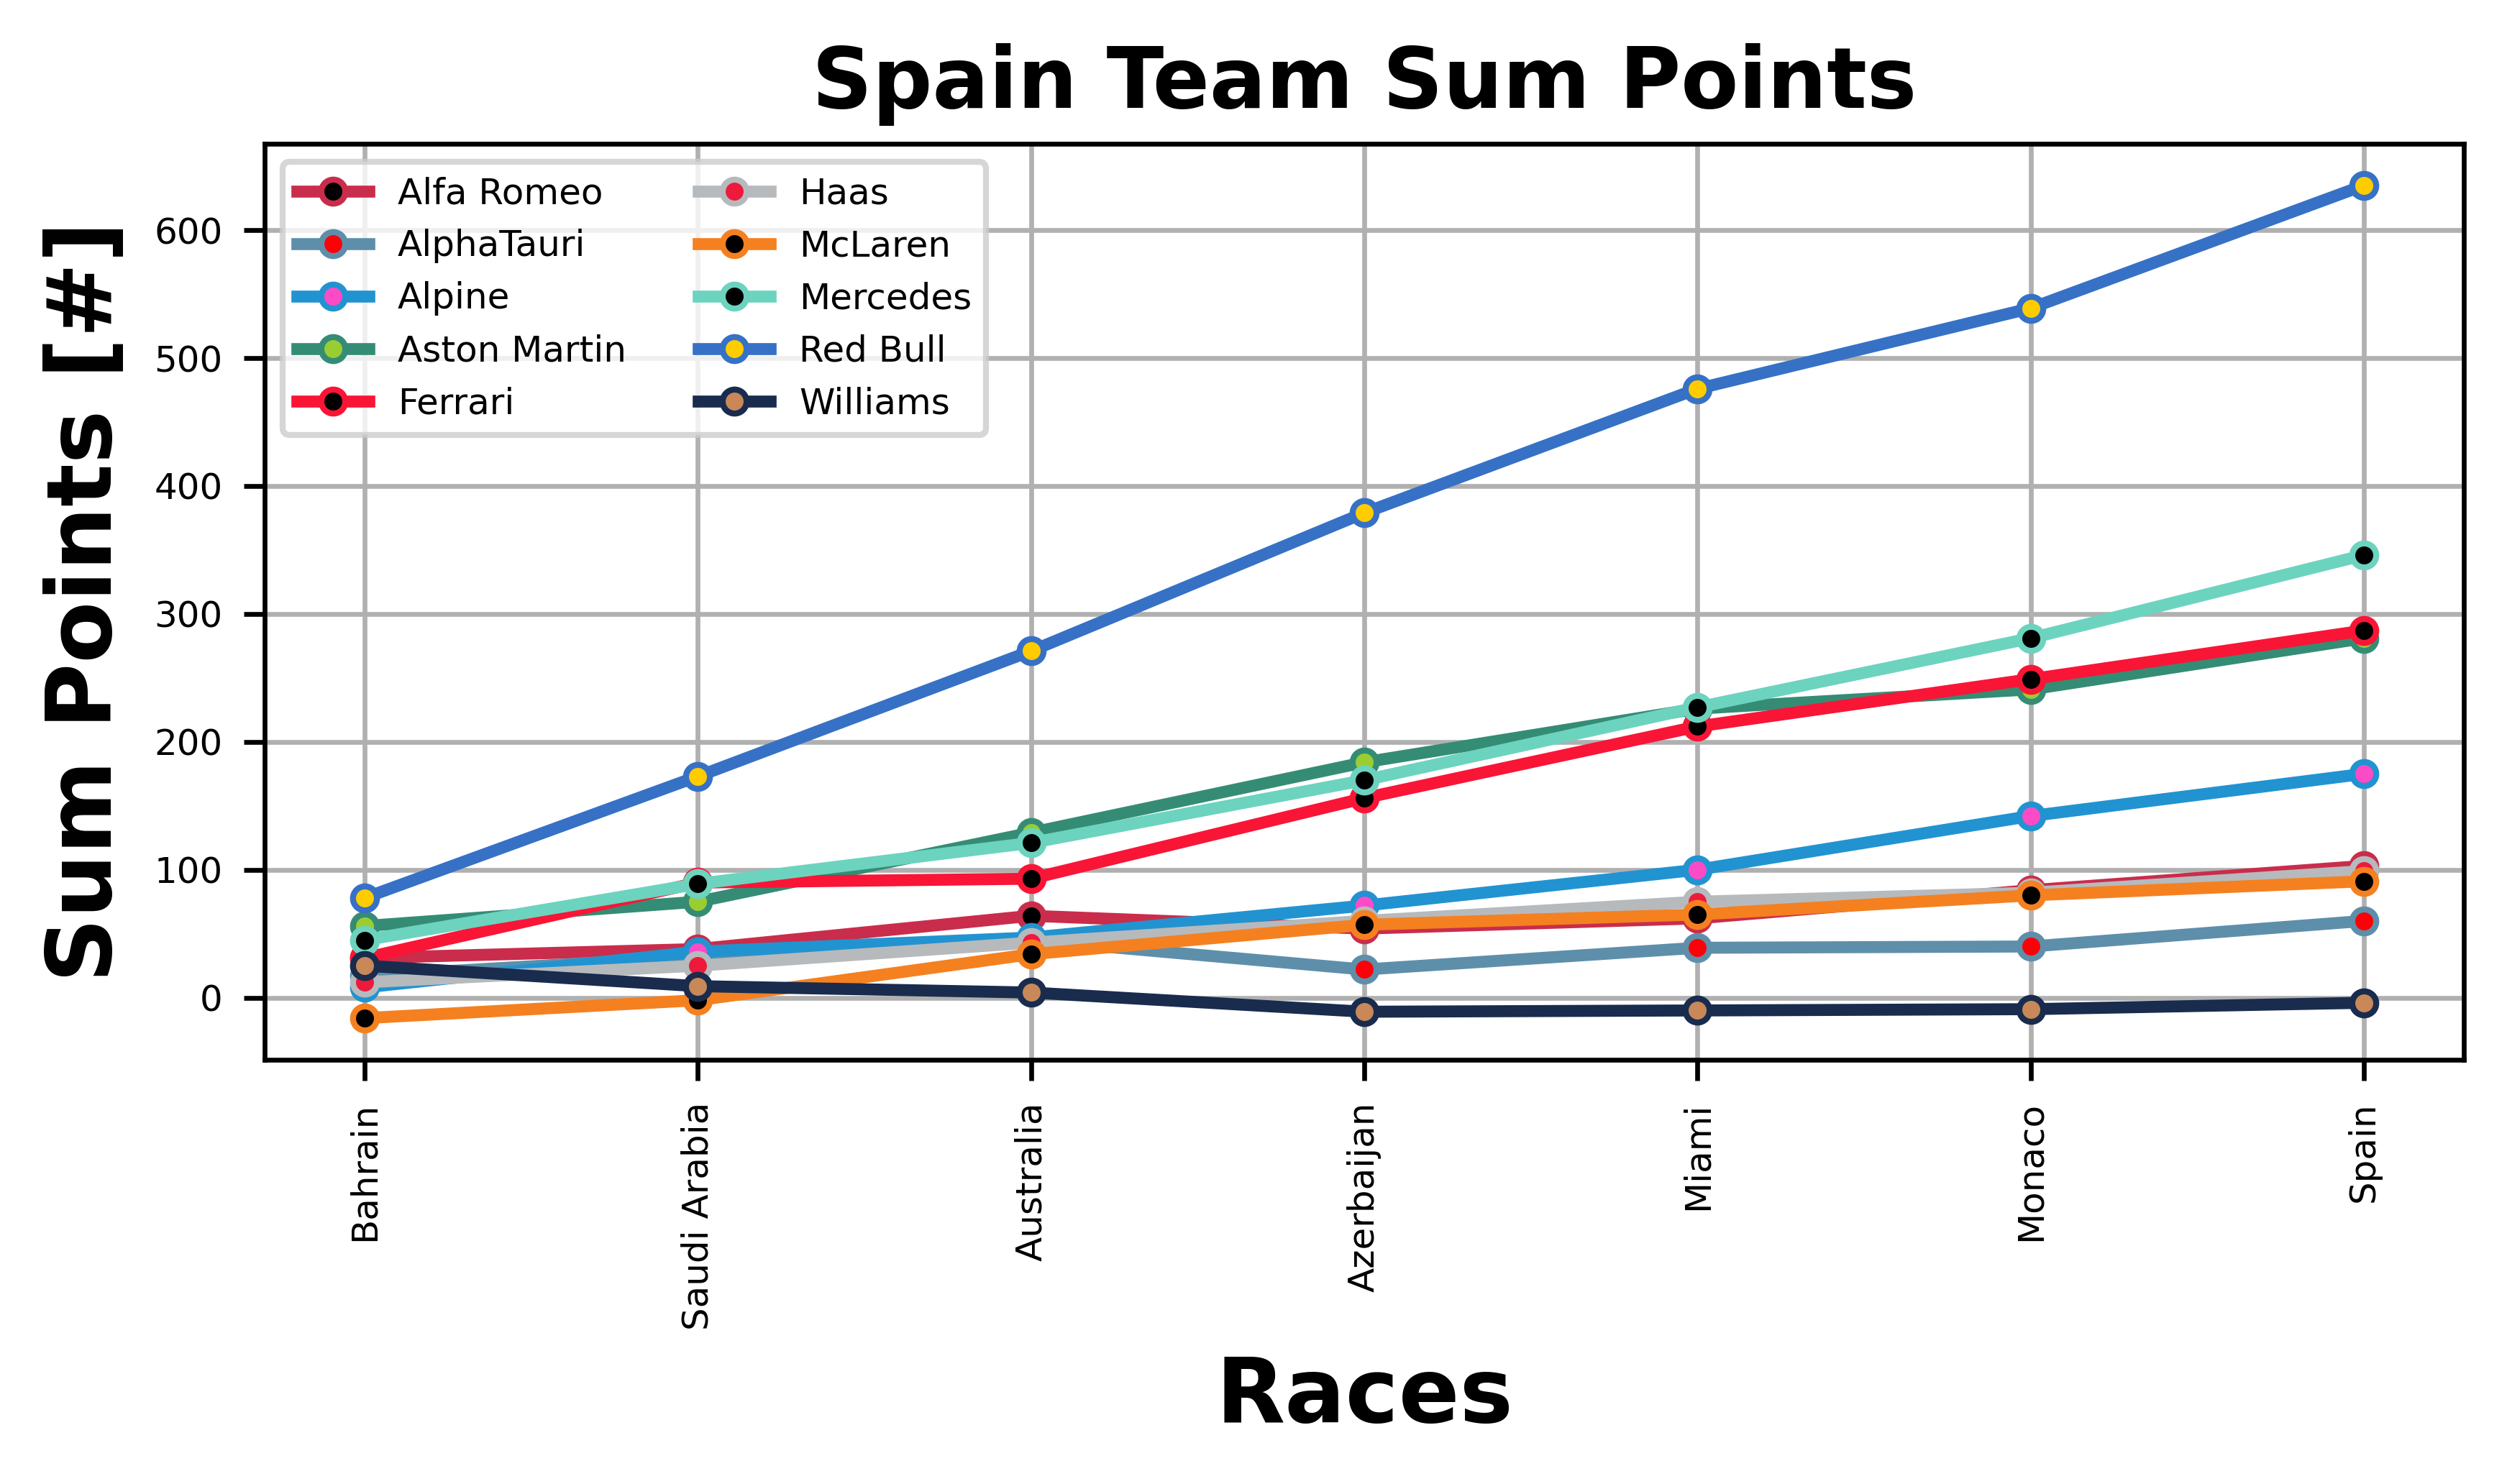 Spain Team Sum Points
Sum Points [#]
600
500
400
300
200
100
0
Alfa Romeo
AlphaTauri
Alpine
Aston Martin
Ferrari
Haas
McLaren
Mercedes
Red Bull
Williams
Bahrain
Saudi Arabia
Australia
Azerbaijan
Miami
Monaco
Spain
Races